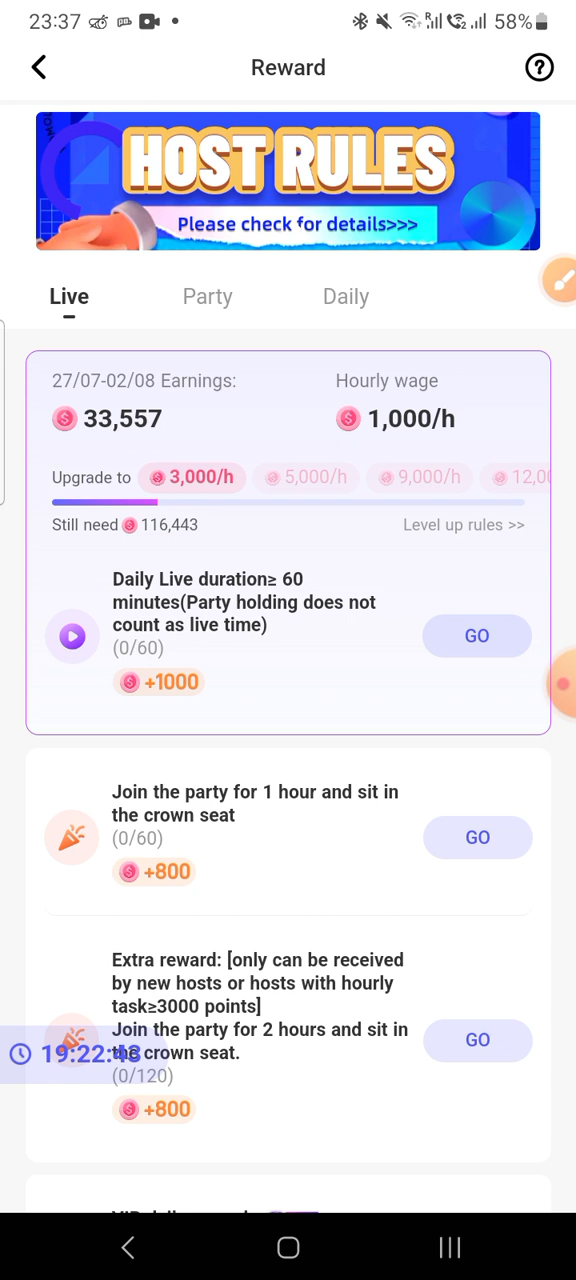 23:37
58%
Reward
HOST RULES
Please check for details>>>
Live Party Daily
27/07-02/08 Earnings: Hourly wage
33,557 1,000/h
Upgrade to 3,000/h 5,000/h 9,000/h
Still need 116,443 Level up rules >>
Daily Live duration≥ 60
minutes(Party holding does not
count as live time)
(0/60)
GO
+1000
Join the party for 1 hour and sit in
the crown seat
(0/60)
GO
+800
Extra reward: [only can be received
by new hosts or hosts with hourly
task≥3000 points]
Join the party for 2 hours and sit in
the crown seat.
(0/120)
GO
+800
19:22:43